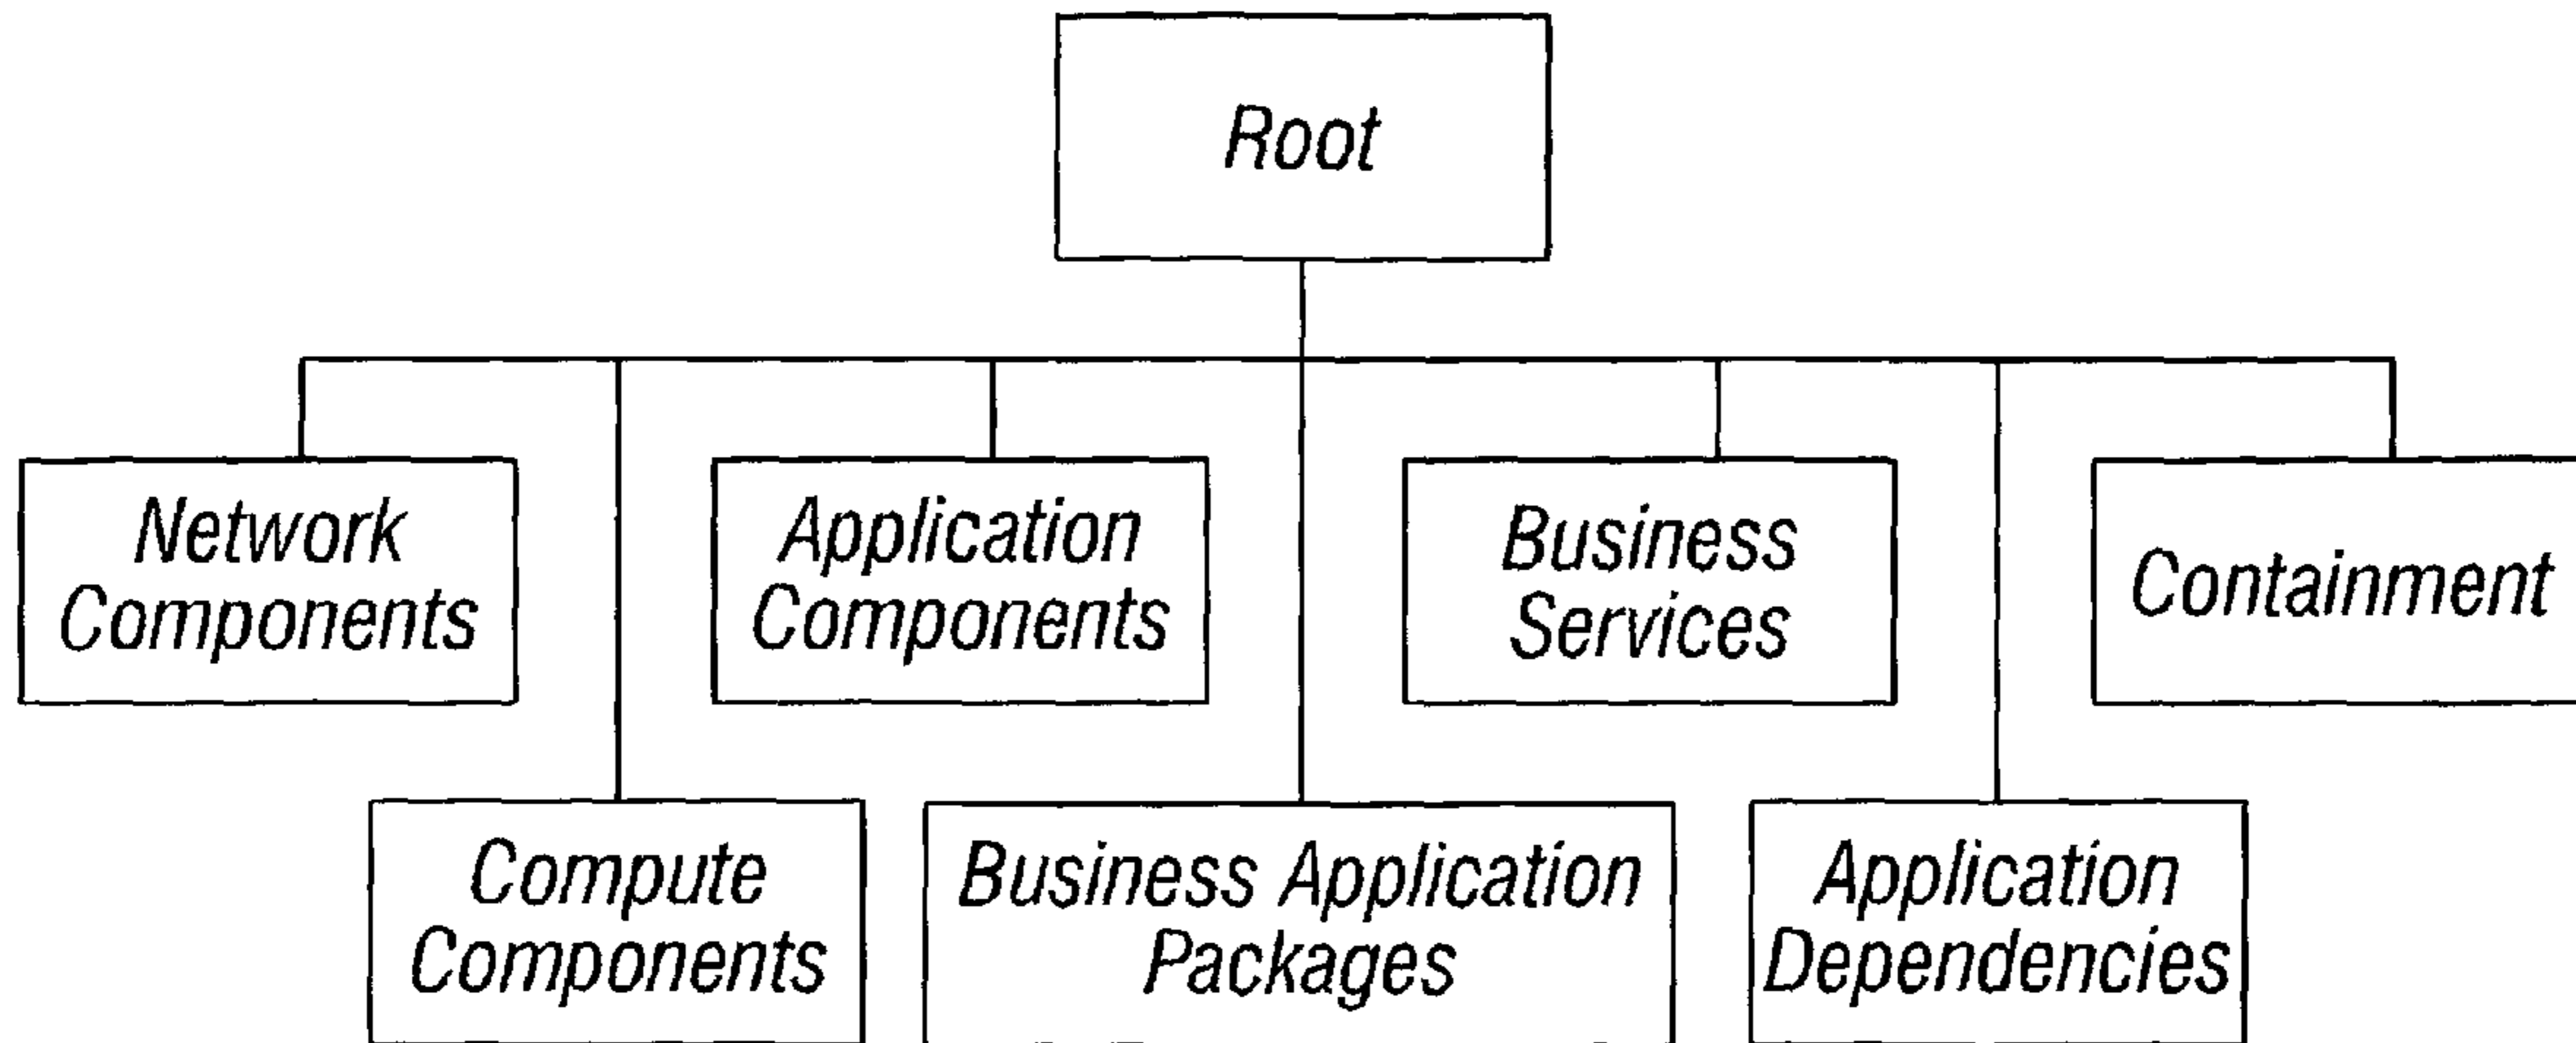 Root
Network
Components
Application
Components
Business
Services
Containment
Compute
Components
Business Application
Packages
Application
Dependencies